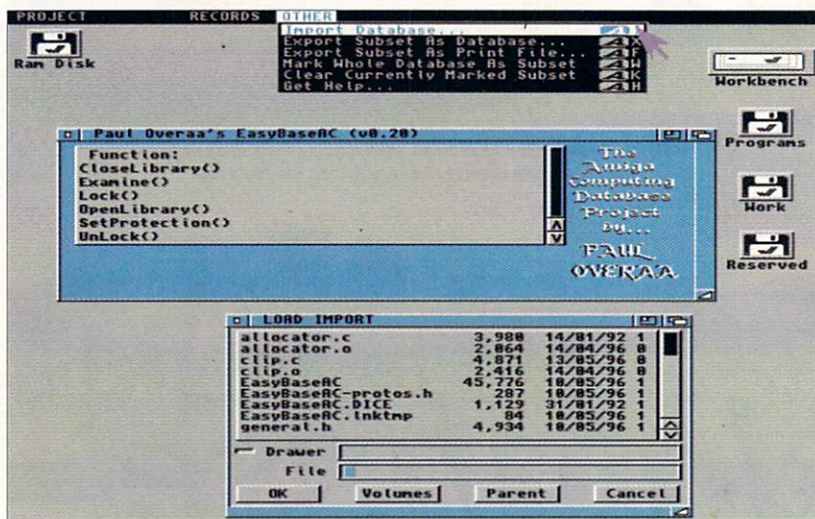 PROJECT RECORDS OTHER
Import Database...
Export Subset As Database... X
Export Subset As Print File... F
Mark Whole Database As Subset W
Clear Currently Marked Subset K
Get Help... H
Ram Disk
Workbench
Programs
Work
Reserved
Paul Overaa's EasyBaseAC (v0.20)
Function:
CloseLibrary()
Examine()
Lock()
OpenLibrary()
SetProtection()
UnLock()
The
Amiga
Computing
Database
Project
by...
PAUL
OVERAA
LOAD IMPORT
allocator.c 3,980 14/01/92 1
allocator.o 2,064 14/04/96 0
clip.c 4,871 13/05/96 0
clip.o 2,416 14/04/96 0
EasyBaseAC 45,776 10/05/96 1
EasyBaseAC-protos.h 287 10/05/96 1
EasyBaseAC.DICE 1,129 31/01/92 1
EasyBaseAC.lnktmp 84 10/05/96 1
general.h 4,934 10/05/96 1
Drawer
File
OK Volumes Parent Cancel